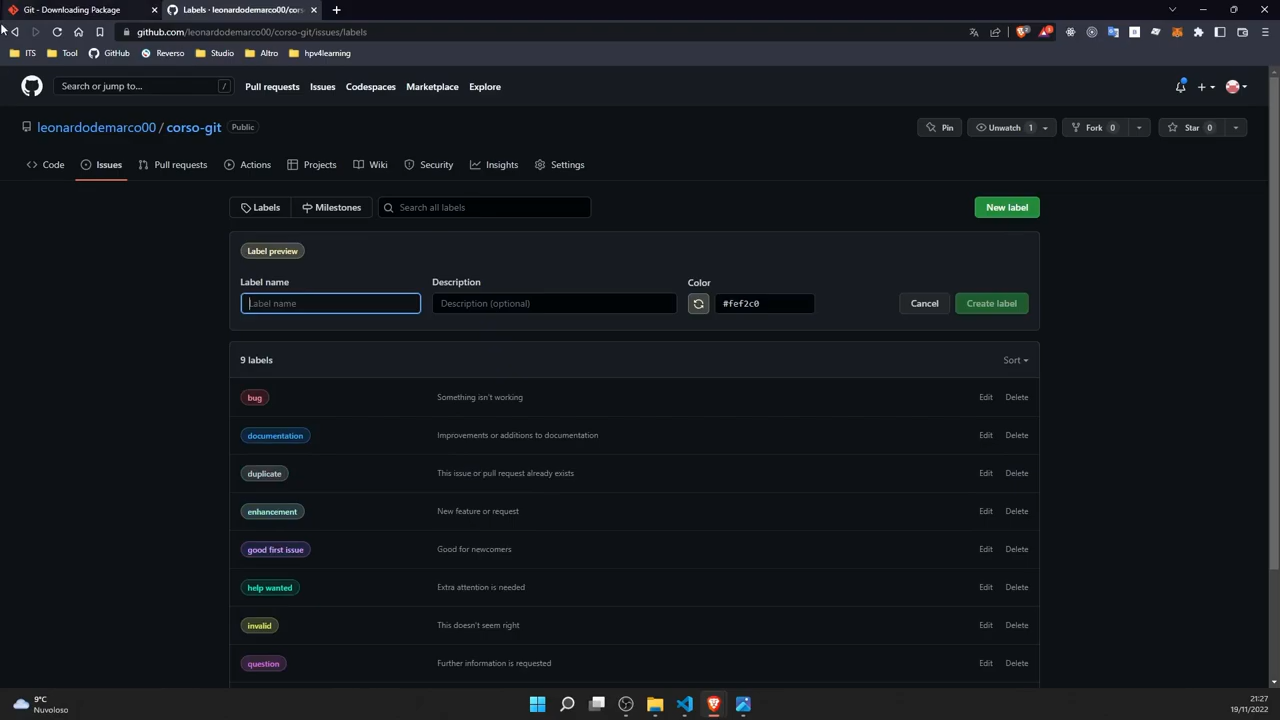 Git - Downloading Package
Labels · leonardodemarco00/cors
github.com/leonardodemarco00/corso-git/issues/labels
ITS
Tool
GitHub
Reverso
Studio
Altro
hpv4learning
Search or jump to...
/
Pull requests
Issues
Codespaces
Marketplace
Explore
leonardodemarco00 / corso-git
Public
Pin
Unwatch 1
Fork 0
Star 0
Code
Issues
Pull requests
Actions
Projects
Wiki
Security
Insights
Settings
Labels
Milestones
Search all labels
New label
Label preview
Label name
Description
Color
Label name
Description (optional)
#fef2c0
Cancel
Create label
9 labels
Sort
bug
Something isn't working
Edit
Delete
documentation
Improvements or additions to documentation
Edit
Delete
duplicate
This issue or pull request already exists
Edit
Delete
enhancement
New feature or request
Edit
Delete
good first issue
Good for newcomers
Edit
Delete
help wanted
Extra attention is needed
Edit
Delete
invalid
This doesn't seem right
Edit
Delete
question
Further information is requested
Edit
Delete
9°C
Nuvoloso
21:27
19/11/2022